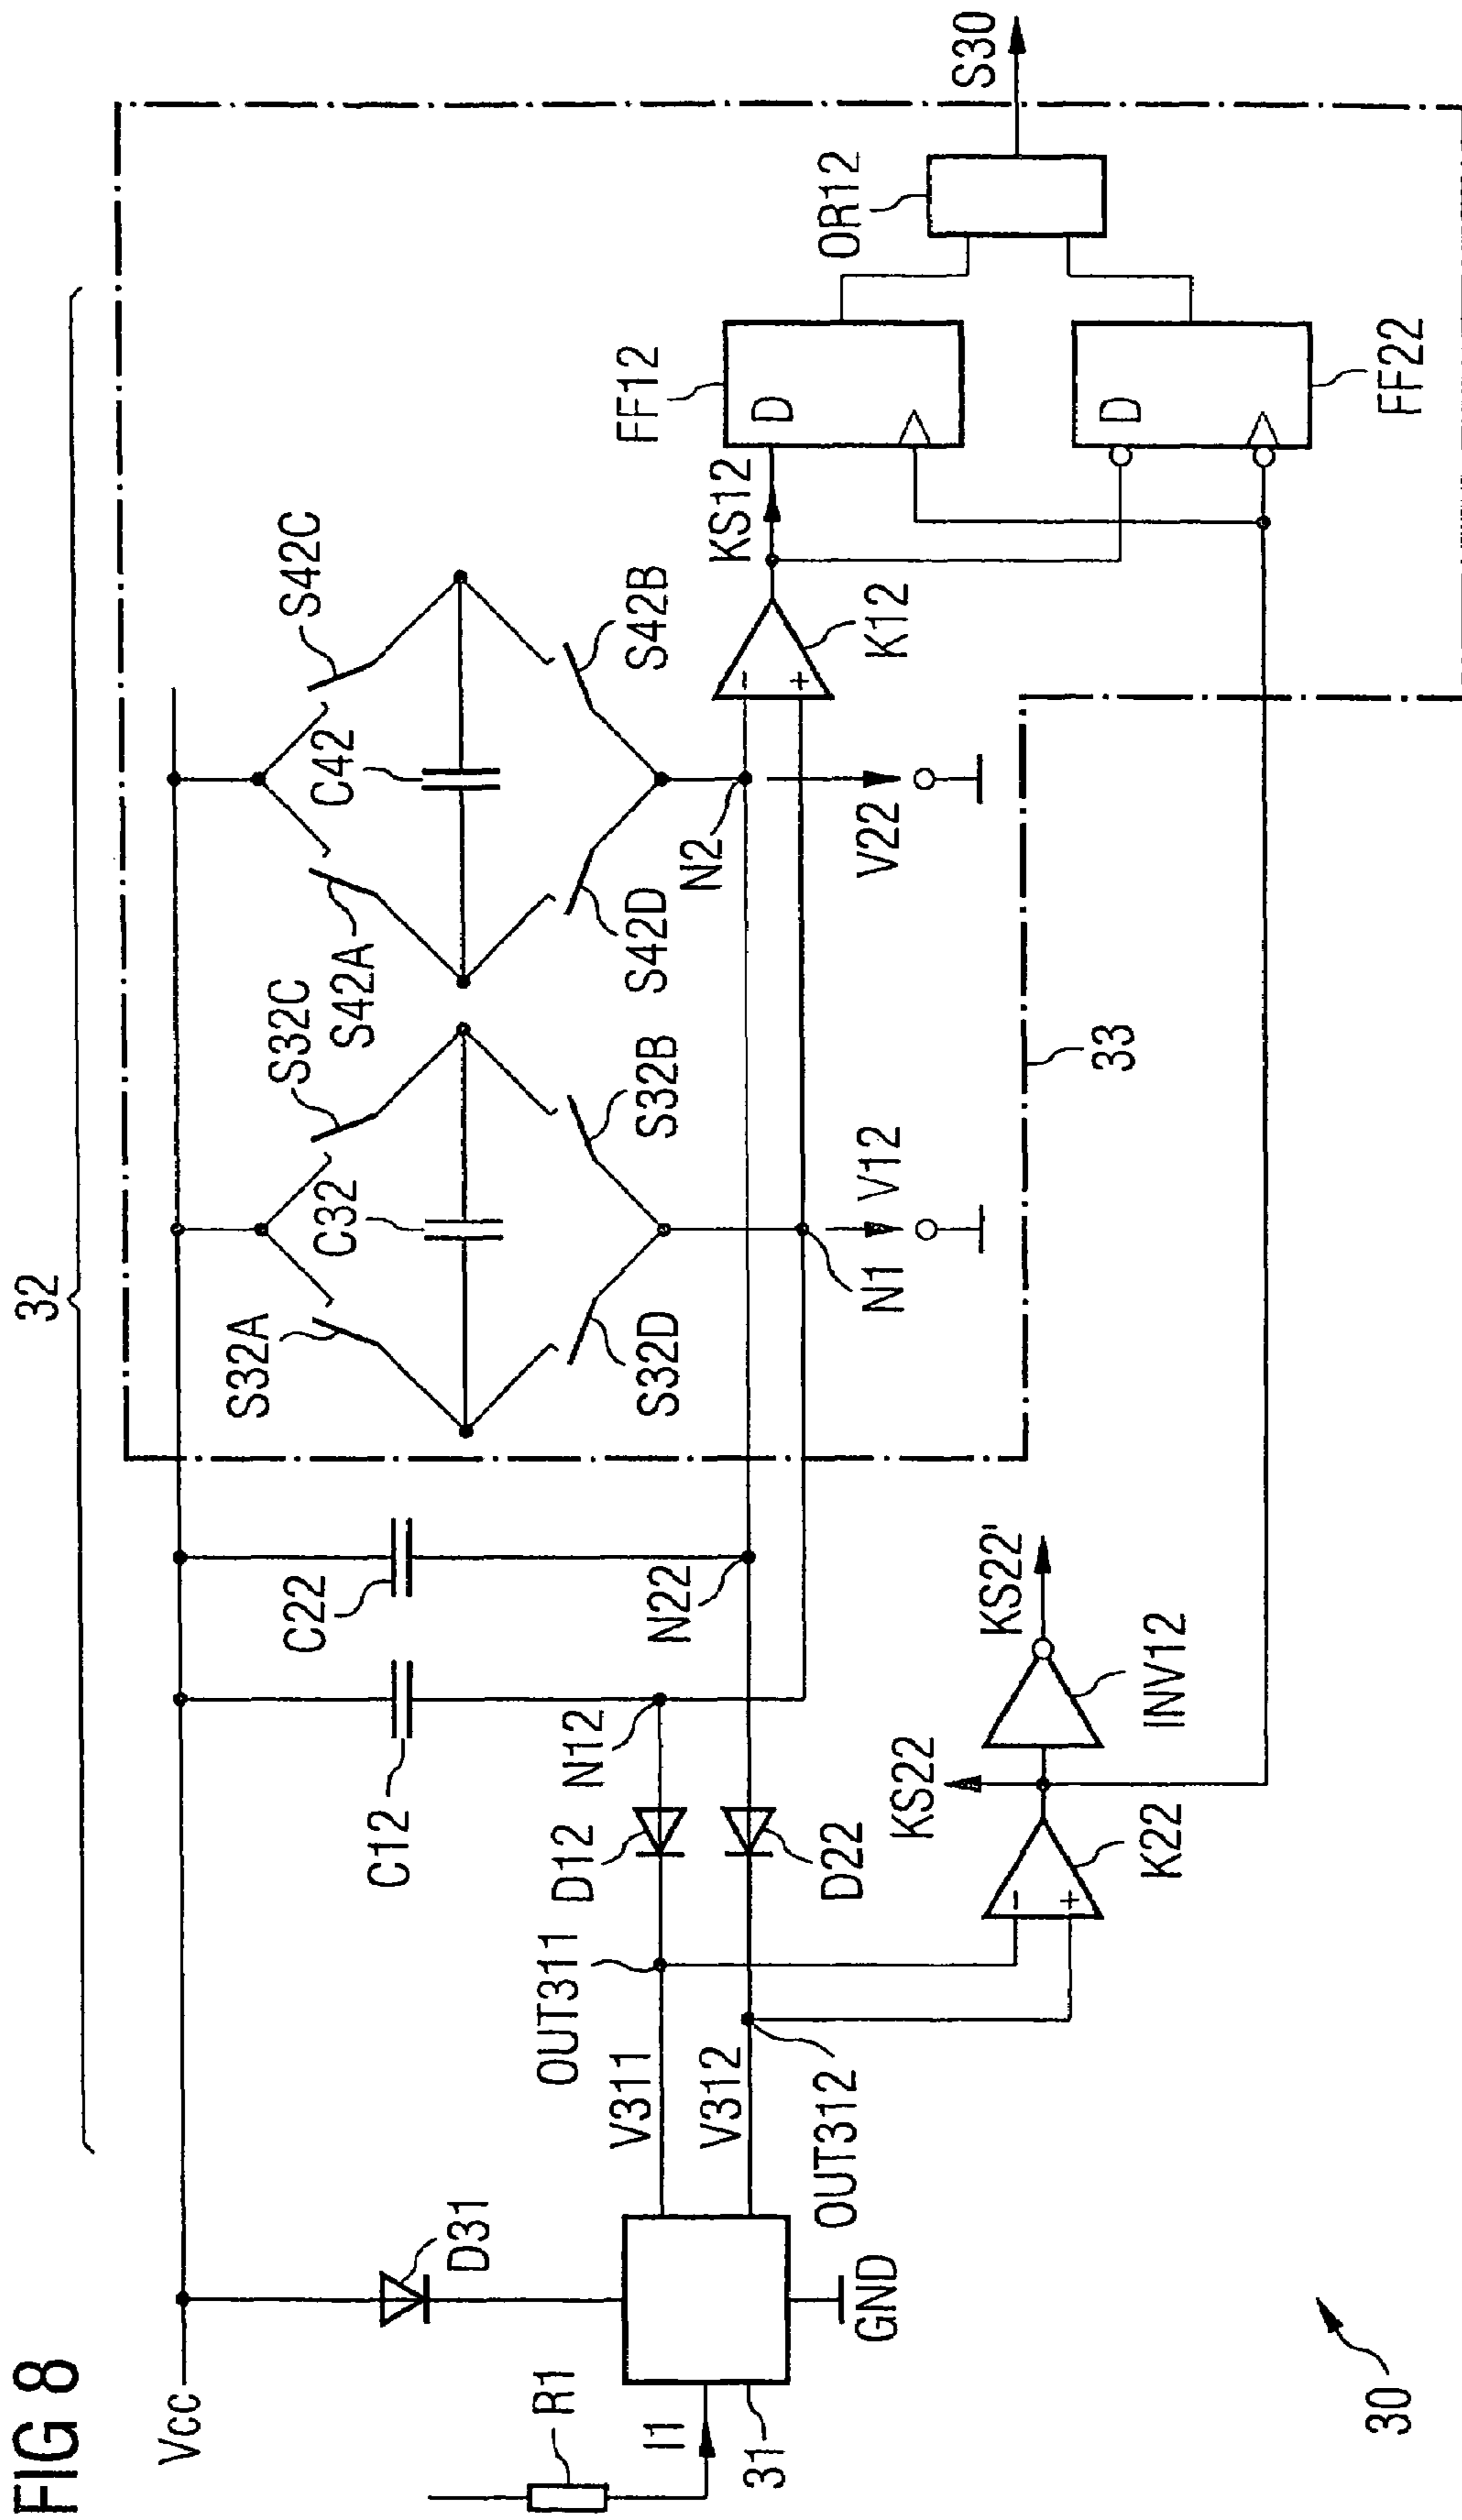 FIG 8
32
Vcc
D31
R1
I1
31
GND
V311
V312
OUT311
OUT312
D12
D22
C12
C22
N12
N22
KS22
KS22'
K22
INV12
S32A
S32C
C32
S32D
S32B
N1
V12
33
S42A
S42C
C42
S42D
S42B
N2
V22
-
+
-
+
K12
KS12
FF12
D
D
FF22
OR12
S30
30